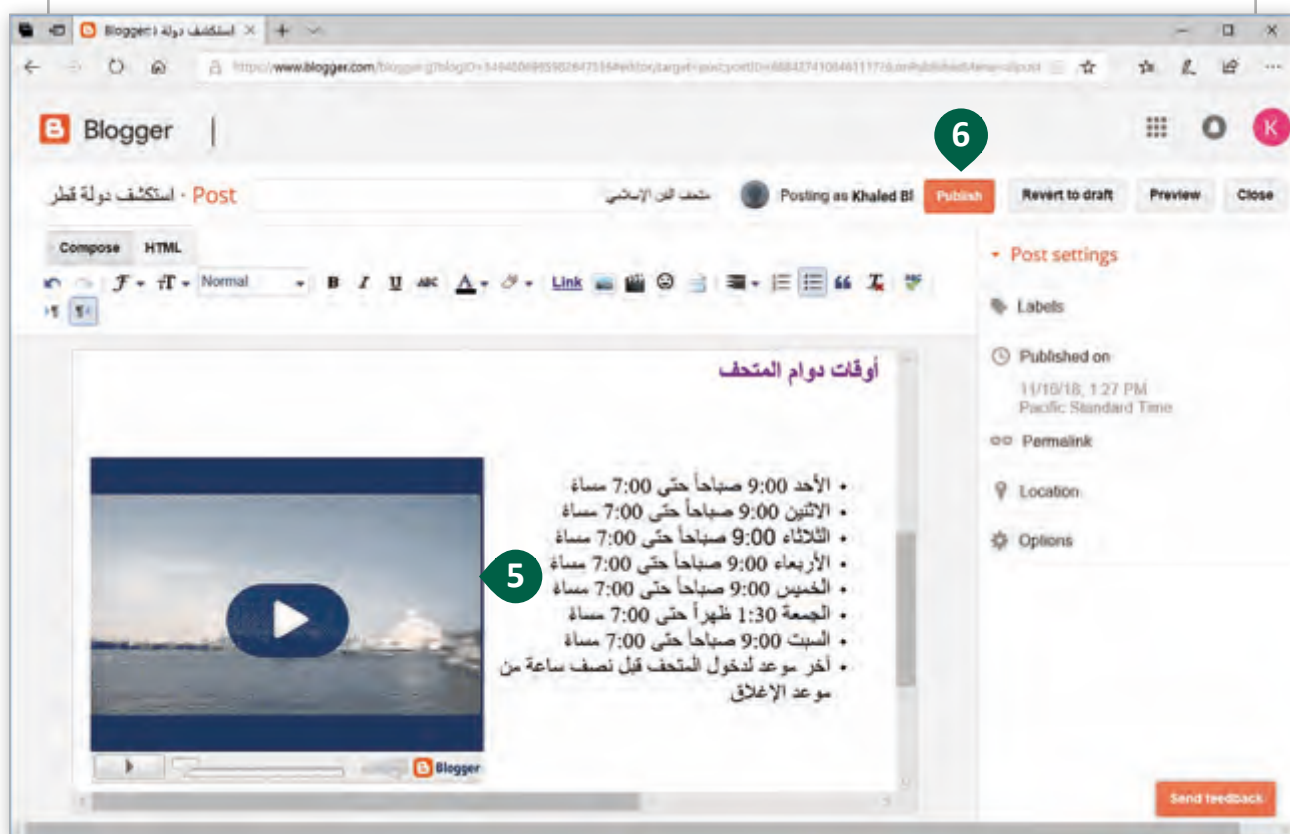 استكشف دولة Blogger:
www.blogger.com
Blogger
6
استكشف دولة قطر · Post
متحف الفن الإسلامي
Posting as Khaled Bl
Publish
Revert to draft
Preview
Close
Compose HTML
Normal
B I U ABC A Link
Post settings
Labels
Published on
11/10/18, 1:27 PM
Pacific Standard Time
Permalink
Location
Options
أوقات دوام المتحف
• الأحد 9:00 صباحاً حتى 7:00 مساءً
• الاثنين 9:00 صباحاً حتى 7:00 مساءً
• الثلاثاء 9:00 صباحاً حتى 7:00 مساءً
• الأربعاء 9:00 صباحاً حتى 7:00 مساءً
• الخميس 9:00 صباحاً حتى 7:00 مساءً
• الجمعة 1:30 ظهراً حتى 7:00 مساءً
• السبت 9:00 صباحاً حتى 7:00 مساءً
• آخر موعد لدخول المتحف قبل نصف ساعة من
موعد الإغلاق
5
Blogger
Send feedback
K